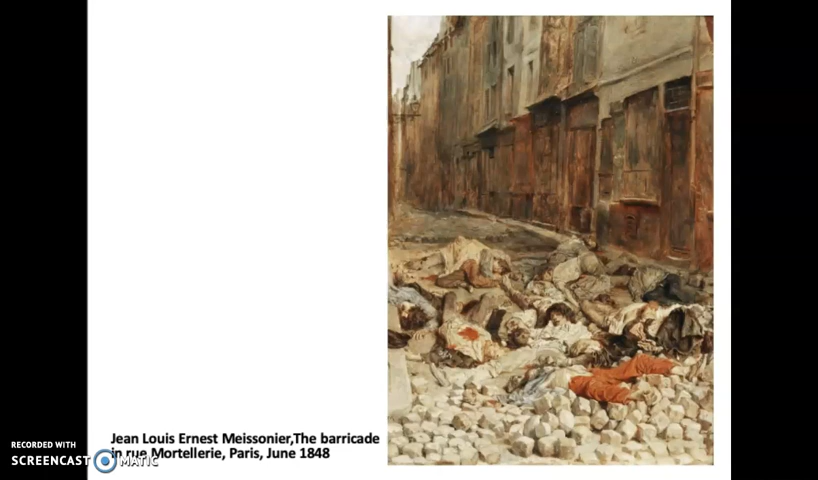 Jean Louis Ernest Meissonier,The barricade
in rue Mortellerie, Paris, June 1848
RECORDED WITH
SCREENCAST MATIC